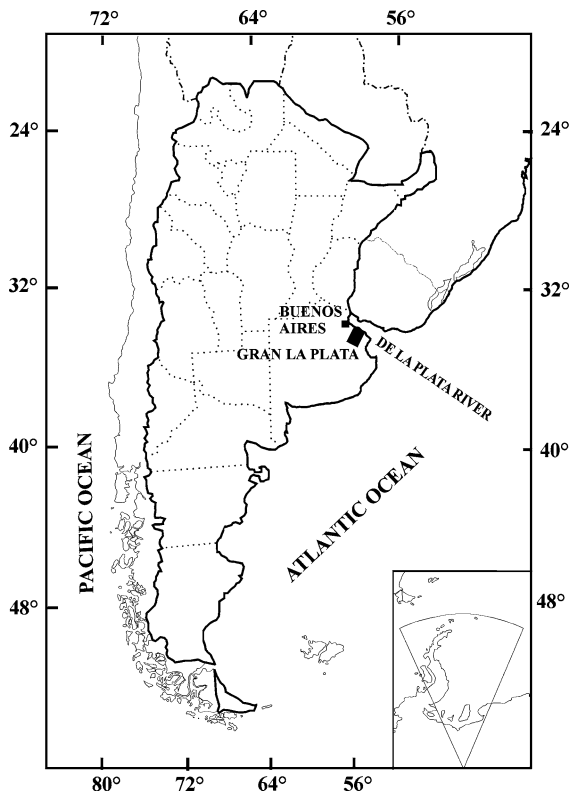 72° 64° 56°
24° 24°
32° 32°
BUENOS
AIRES
GRAN LA PLATA
DE LA PLATA RIVER
40° 40°
PACIFIC OCEAN
ATLANTIC OCEAN
48° 48°
80° 72° 64° 56°